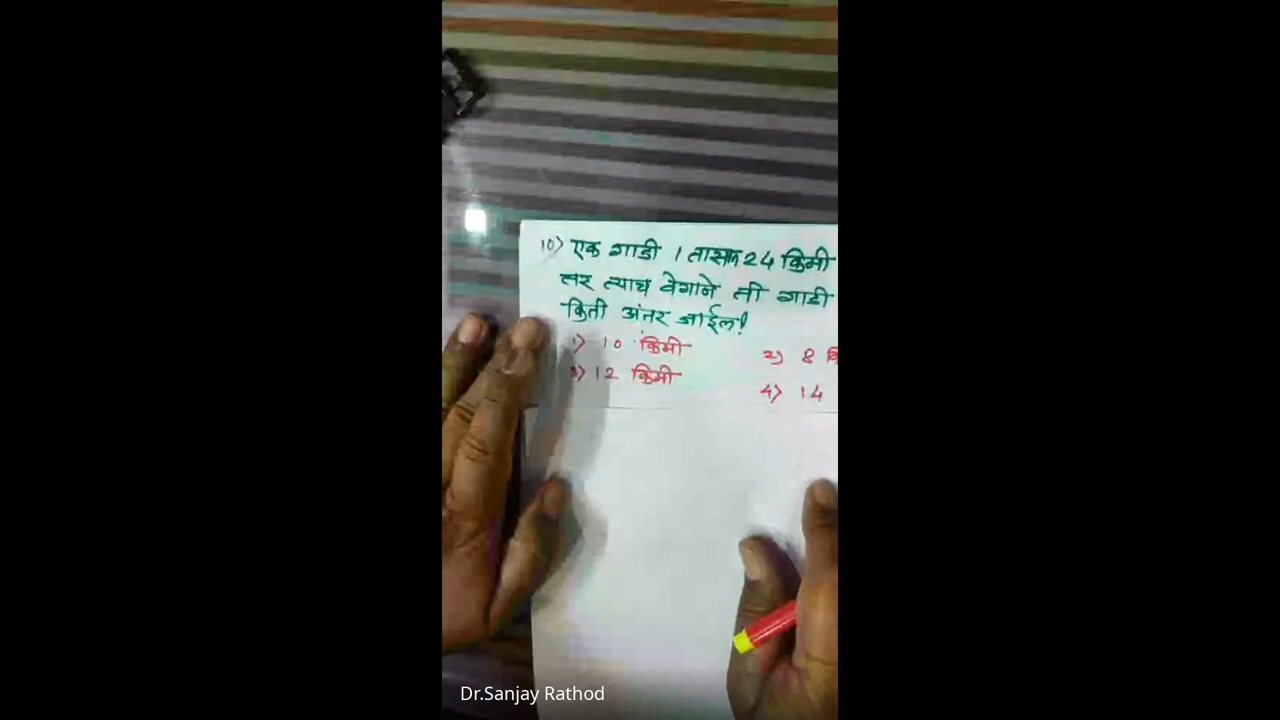 10) एक गाडी 1 तासात 24 किमी
तर त्याच वेगाने ती गाडी
किती अंतर जाईल!
1) 10 किमी
2) 8 कि
3) 12 किमी
4) 14
Dr.Sanjay Rathod